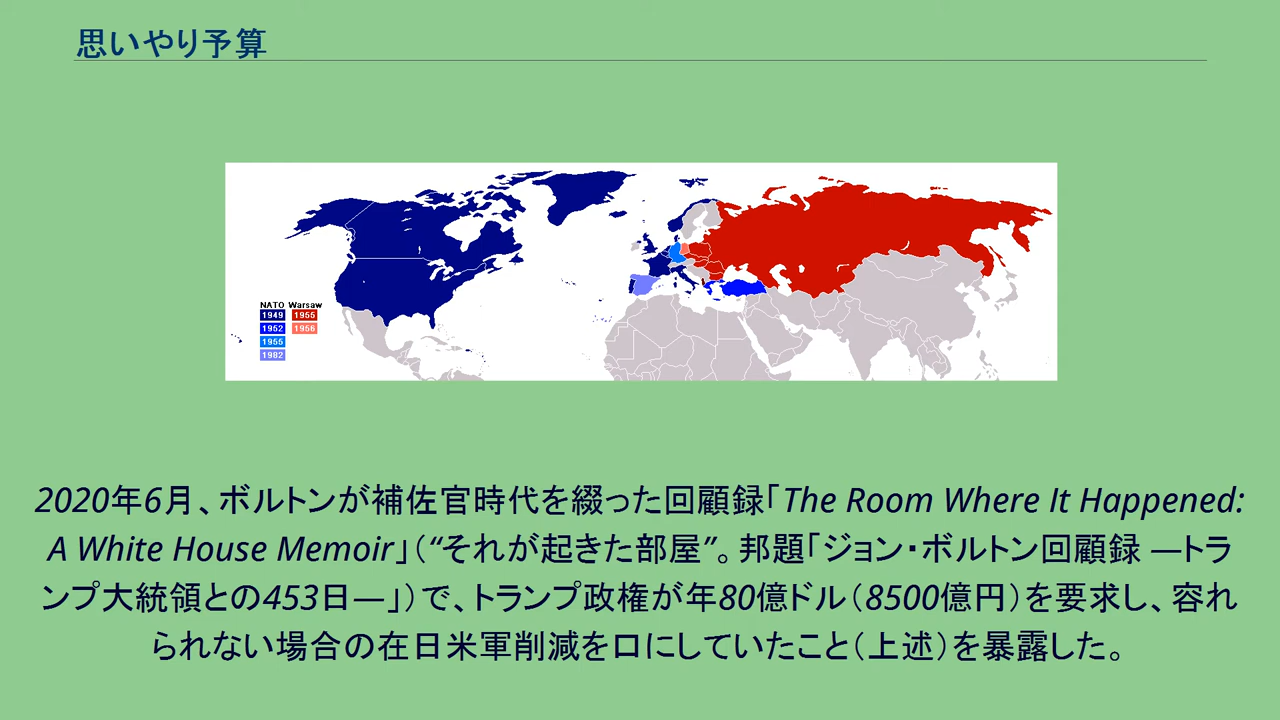 思いやり予算
NATO Warsaw
1949 1955
1952 1956
1955
1982
2020年6月、ボルトンが補佐官時代を綴った回顧録「The Room Where It Happened:
A White House Memoir」（“それが起きた部屋”。邦題「ジョン・ボルトン回顧録 ―トラ
ンプ大統領との453日―」）で、トランプ政権が年80億ドル（8500億円）を要求し、容れ
られない場合の在日米軍削減を口にしていたこと（上述）を暴露した。